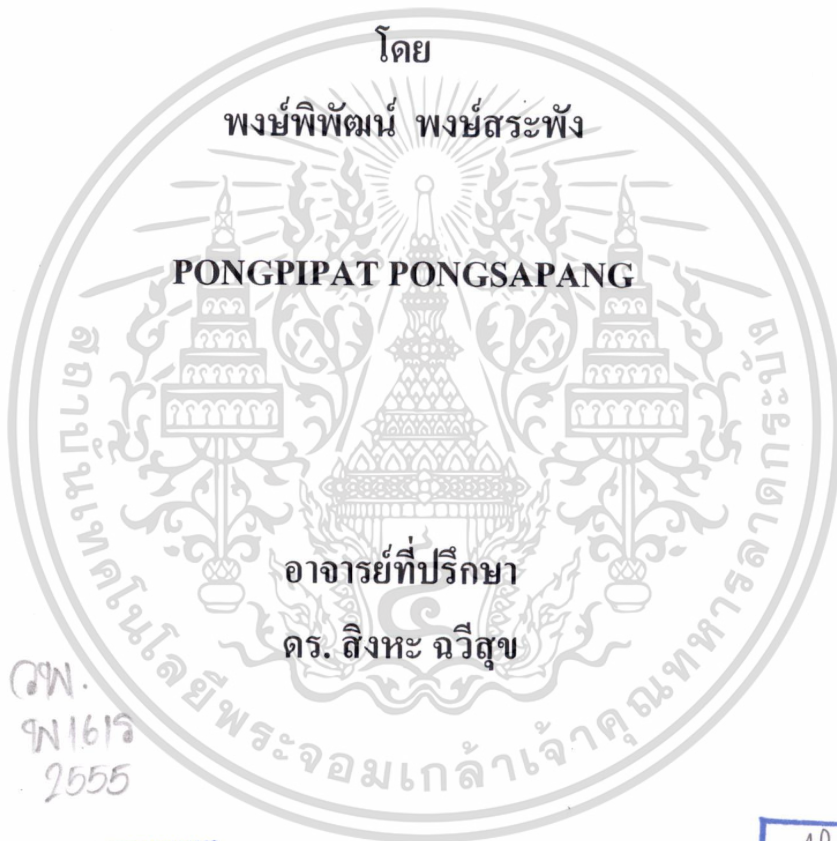 โดย
พงษ์พิพัฒน์ พงษ์สระพัง
PONGPIPAT PONGSAPANG
อาจารย์ที่ปรึกษา
ดร. สิงหะ ฉวีสุข
สถาบันเทคโนโลยีพระจอมเกล้าเจ้าคุณทหารลาดกระบัง
วพ.
2555